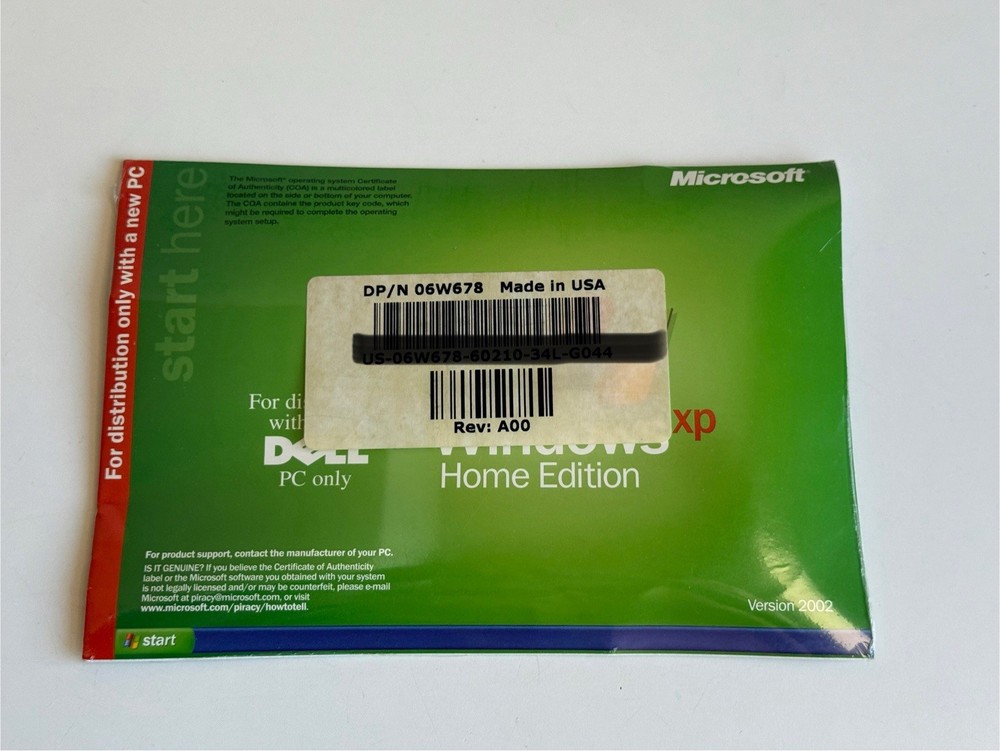 For distribution only with a new PC
start here
The Microsoft® operating system Certificate
of Authenticity (COA) is a multicolored label
located on the side or bottom of your computer.
The COA contains the product key code, which
might be required to complete the operating
system setup.
Microsoft
DP/N 06W678 Made in USA
US-06W678-60210-34L-G044
Rev: A00
For
with
DELL
PC only
Windows xp
Home Edition
For product support, contact the manufacturer of your PC.
IS IT GENUINE? If you believe the Certificate of Authenticity
label or the Microsoft software you obtained with your system
is not legally licensed and/or may be counterfeit, please e-mail
Microsoft at piracy@microsoft.com, or visit
www.microsoft.com/piracy/howtotell.
Version 2002
start